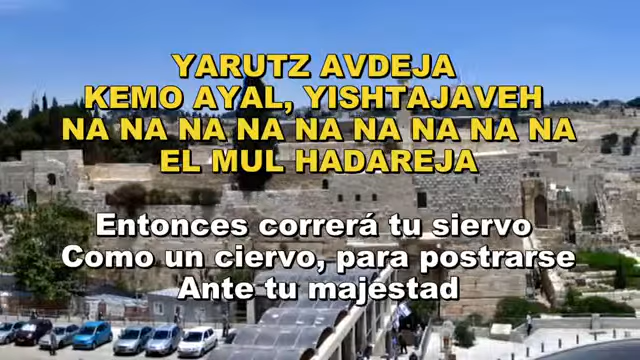 YARUTZ AVDEJA
KEMO AYAL, YISHTAJAVEH
NA NA NA NA NA NA NA NA NA
EL MUL HADAREJA
Entonces correrá tu siervo
Como un ciervo, para postrarse
Ante tu majestad